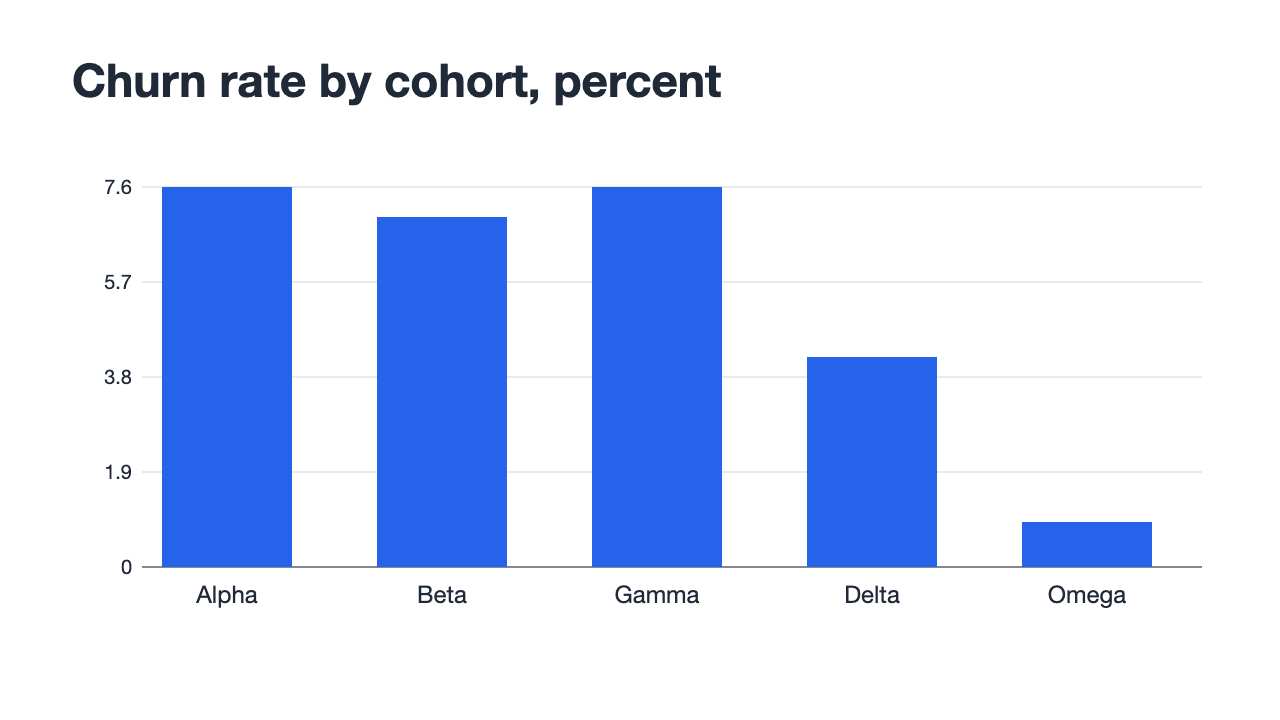 Churn rate by cohort, percent
7.6
5.7
3.8
1.9
0
Alpha Beta Gamma Delta Omega